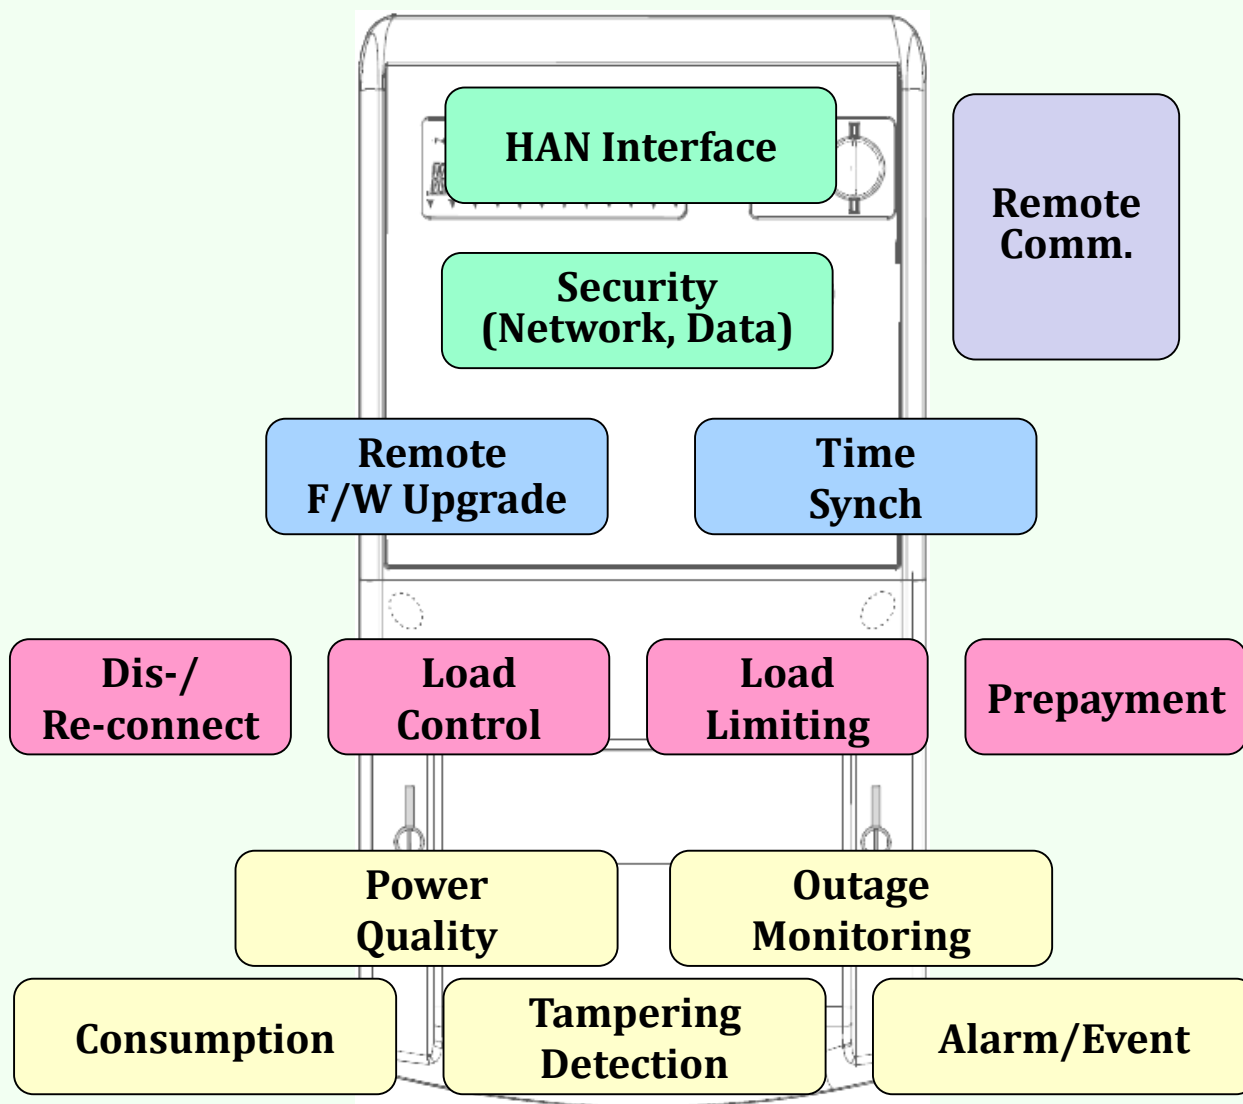 HAN Interface
Remote
Comm.
Security
(Network, Data)
Remote
F/W Upgrade
Time
Synch
Dis-/
Re-connect
Load
Control
Load
Limiting
Prepayment
Power
Quality
Outage
Monitoring
Consumption
Tampering
Detection
Alarm/Event